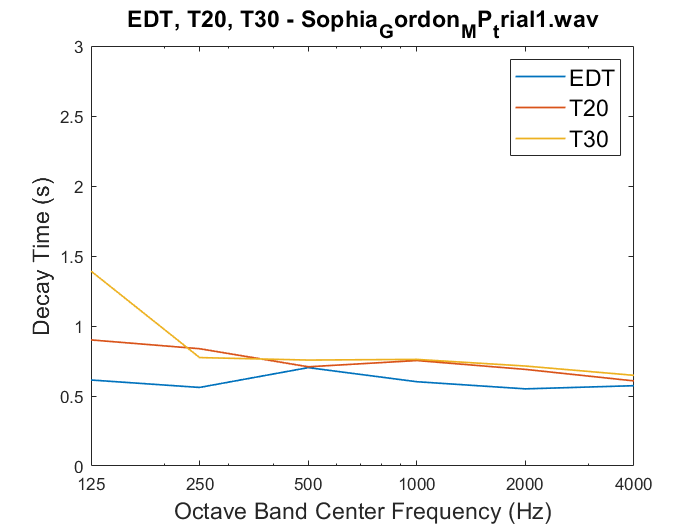 EDT, T20, T30 - Sophia_Gordon_MP_trial1.wav
EDT
T20
T30
3
2.5
2
1.5
1
0.5
0
Decay Time (s)
125 250 500 1000 2000 4000
Octave Band Center Frequency (Hz)